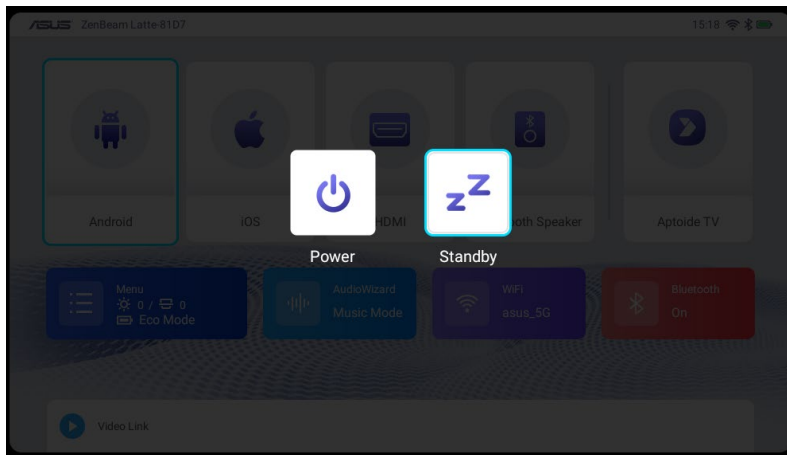 ASUS ZenBeam Latte-81D7
15:18
Android
iOS
HDMI
ooth Speaker
Aptoide TV
Power
Standby
Menu
0 / 0
Eco Mode
AudioWizard
Music Mode
WiFi
asus_5G
Bluetooth
On
Video Link